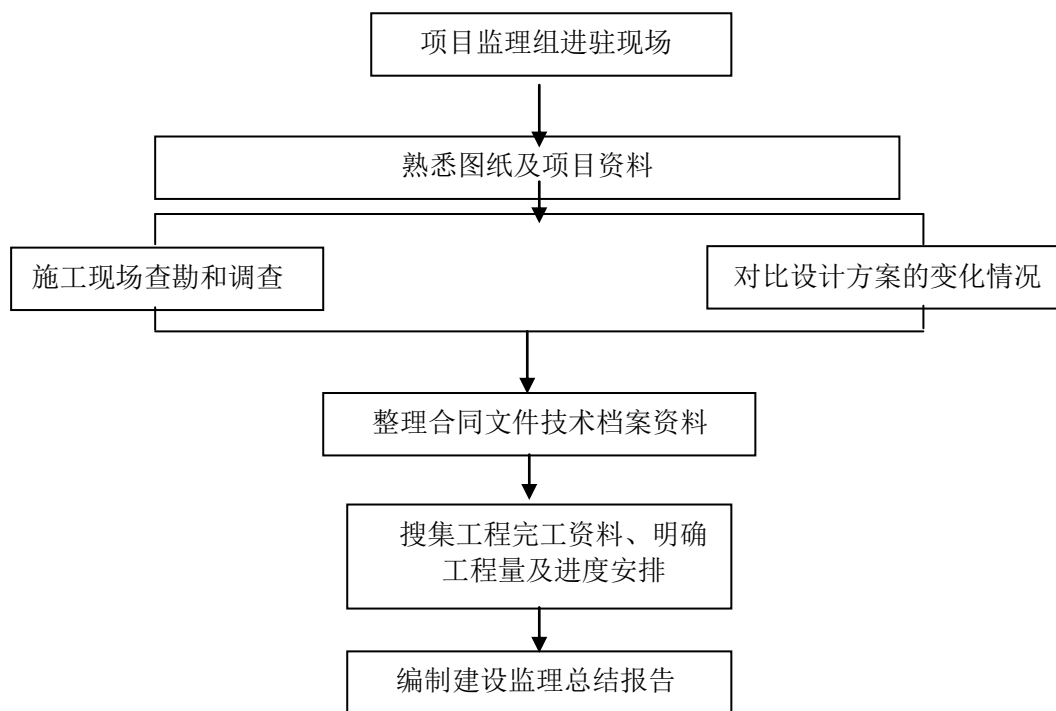 项目监理组进驻现场
熟悉图纸及项目资料
施工现场查勘和调查
对比设计方案的变化情况
整理合同文件技术档案资料
搜集工程完工资料、明确
工程量及进度安排
编制建设监理总结报告